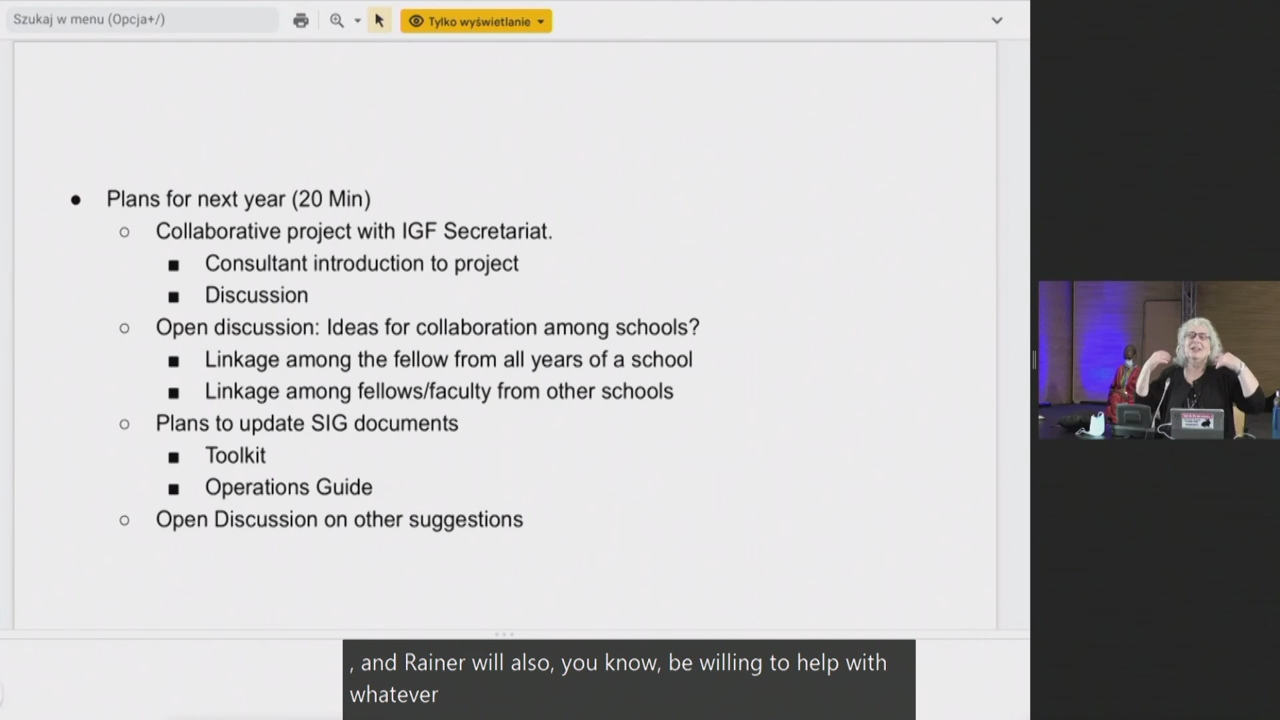 Szukaj w menu (Opcja+/)
Tylko wyświetlanie
● Plans for next year (20 Min)
○ Collaborative project with IGF Secretariat.
■ Consultant introduction to project
■ Discussion
○ Open discussion: Ideas for collaboration among schools?
■ Linkage among the fellow from all years of a school
■ Linkage among fellows/faculty from other schools
○ Plans to update SIG documents
■ Toolkit
■ Operations Guide
○ Open Discussion on other suggestions
, and Rainer will also, you know, be willing to help with
whatever